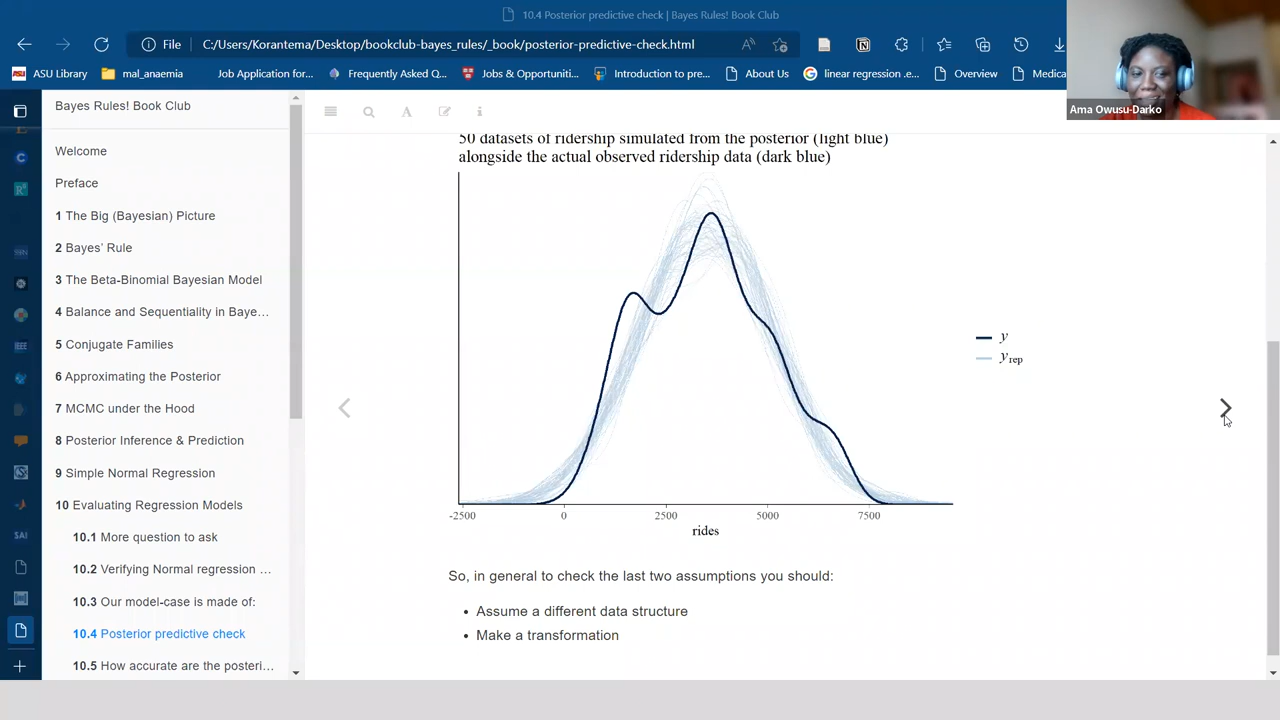 10.4 Posterior predictive check | Bayes Rules! Book Club
File
C:/Users/Korantema/Desktop/bookclub-bayes_rules/_book/posterior-predictive-check.html
ASU Library
mal_anaemia
Job Application for...
Frequently Asked Q...
Jobs & Opportuniti...
Introduction to pre...
About Us
linear regression .e...
Overview
Medica
Ama Owusu-Darko
Bayes Rules! Book Club
Welcome
Preface
1 The Big (Bayesian) Picture
2 Bayes' Rule
3 The Beta-Binomial Bayesian Model
4 Balance and Sequentiality in Baye...
5 Conjugate Families
6 Approximating the Posterior
7 MCMC under the Hood
8 Posterior Inference & Prediction
9 Simple Normal Regression
10 Evaluating Regression Models
10.1 More question to ask
10.2 Verifying Normal regression ...
10.3 Our model-case is made of:
10.4 Posterior predictive check
10.5 How accurate are the posteri...
50 datasets of ridership simulated from the posterior (light blue)
alongside the actual observed ridership data (dark blue)
y
y rep
-2500 0 2500 5000 7500
rides
So, in general to check the last two assumptions you should:
• Assume a different data structure
• Make a transformation